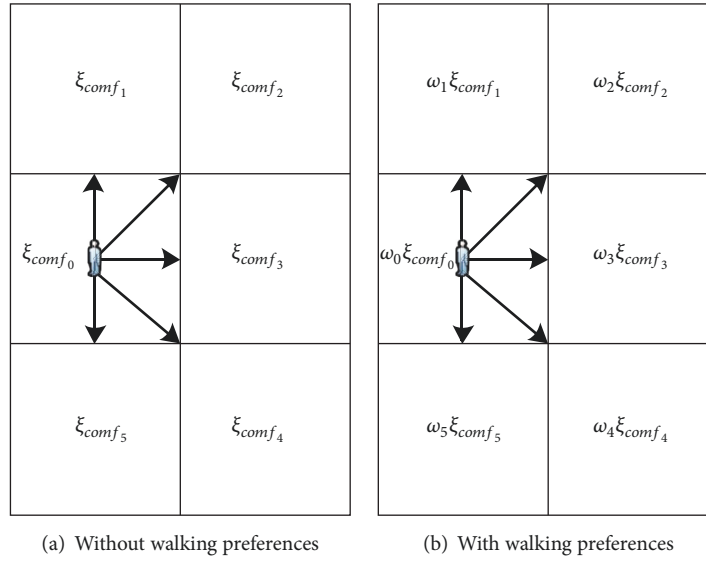 ξcomf1 ξcomf2 ω1ξcomf1 ω2ξcomf2
ξcomf0 ξcomf3 ω0ξcomf0 ω3ξcomf3
ξcomf5 ξcomf4 ω5ξcomf5 ω4ξcomf4
(a) Without walking preferences (b) With walking preferences